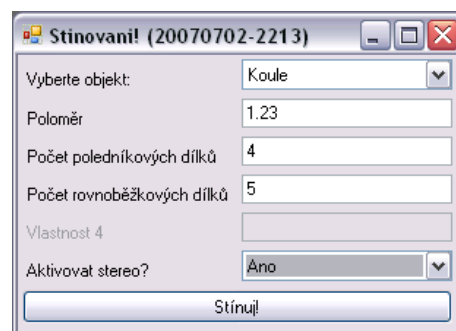 Stinovani! (20070702-2213)
Vyberte objekt: Koule
Poloměr 1.23
Počet poledníkových dílků 4
Počet rovnoběžkových dílků 5
Vlastnost 4
Aktivovat stereo? Ano
Stínuj!